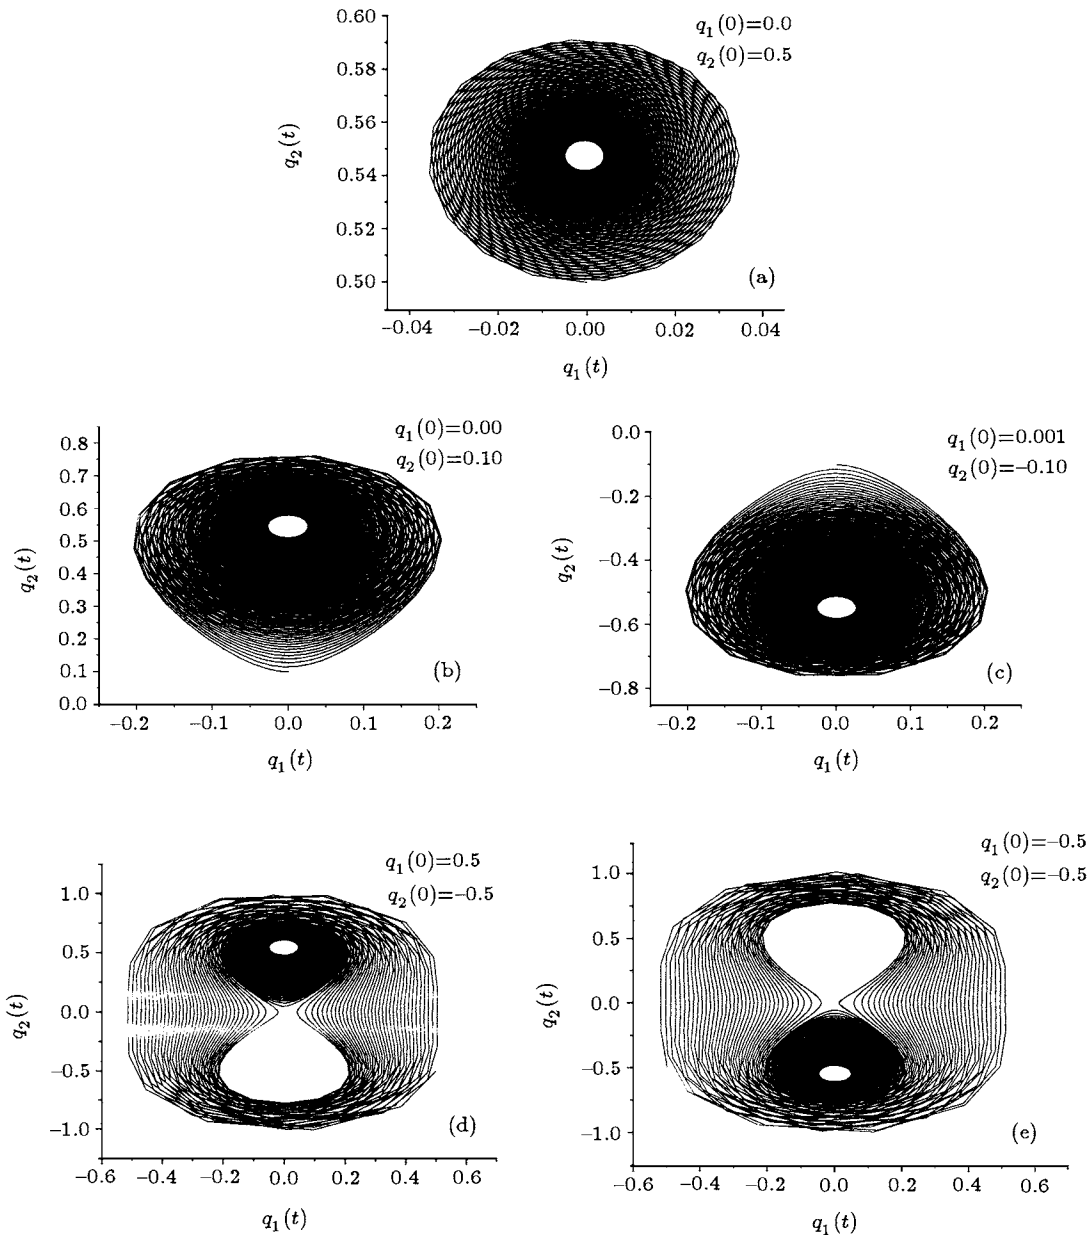 q₁(0)=0.0
q₂(0)=0.5
0.60
0.58
0.56
0.54
0.52
0.50
q₂(t)
(a)
−0.04 −0.02 0.00 0.02 0.04
q₁(t)
q₁(0)=0.00
q₂(0)=0.10
0.8
0.7
0.6
0.5
0.4
0.3
0.2
0.1
0.0
q₂(t)
(b)
−0.2 −0.1 0.0 0.1 0.2
q₁(t)
q₁(0)=0.001
q₂(0)=−0.10
0.0
−0.2
−0.4
−0.6
−0.8
q₂(t)
(c)
−0.2 −0.1 0.0 0.1 0.2
q₁(t)
q₁(0)=0.5
q₂(0)=−0.5
1.0
0.5
0.0
−0.5
−1.0
q₂(t)
(d)
−0.6 −0.4 −0.2 0.0 0.2 0.4 0.6
q₁(t)
q₁(0)=−0.5
q₂(0)=−0.5
1.0
0.5
0.0
−0.5
−1.0
q₂(t)
(e)
−0.6 −0.4 −0.2 0.0 0.2 0.4 0.6
q₁(t)